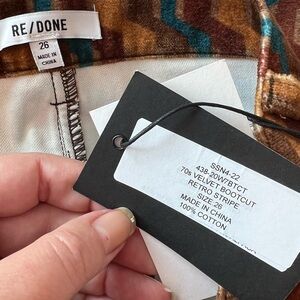 RE/DONE
26
MADE IN
CHINA
SSN4-22
438-20W7BTCT
70s VELVET BOOTCUT
RETRO STRIPE
SIZE:26
MADE IN CHINA
100% COTTON